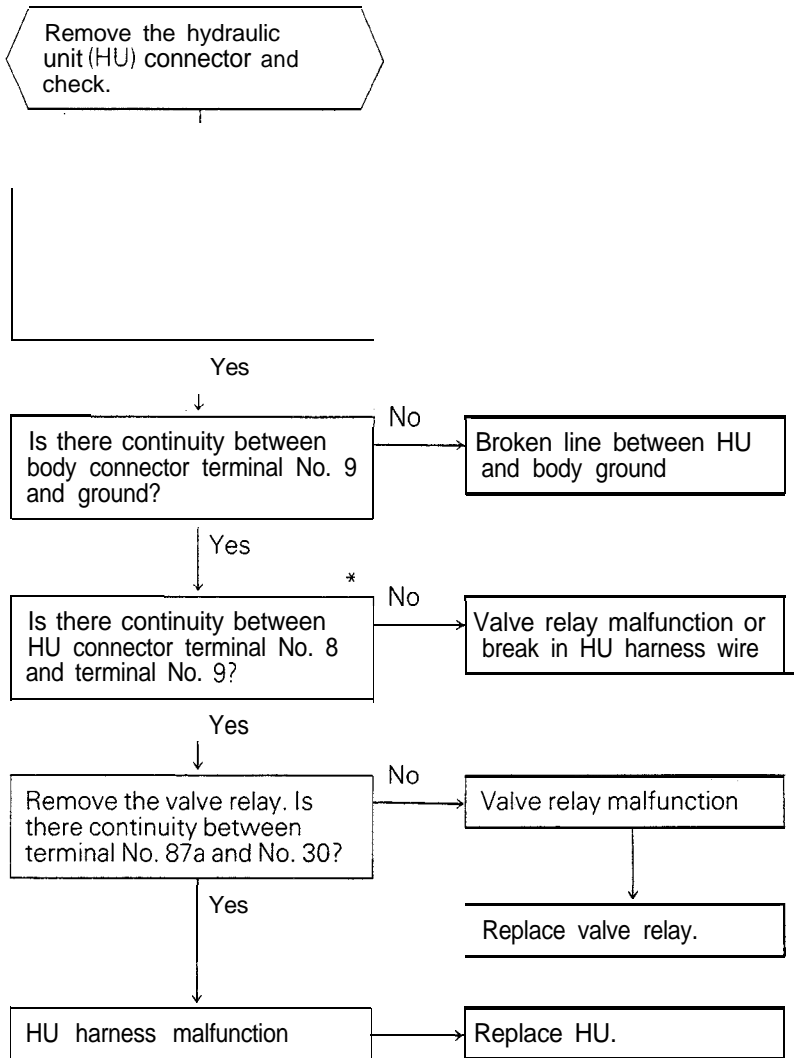 Remove the hydraulic
unit (HU) connector and
check.
Yes
Is there continuity between
body connector terminal No. 9
and ground?
No
Broken line between HU
and body ground
Yes
*
Is there continuity between
HU connector terminal No. 8
and terminal No. 9?
No
Valve relay malfunction or
break in HU harness wire
Yes
Remove the valve relay. Is
there continuity between
terminal No. 87a and No. 30?
No
Valve relay malfunction
Replace valve relay.
Yes
HU harness malfunction
Replace HU.